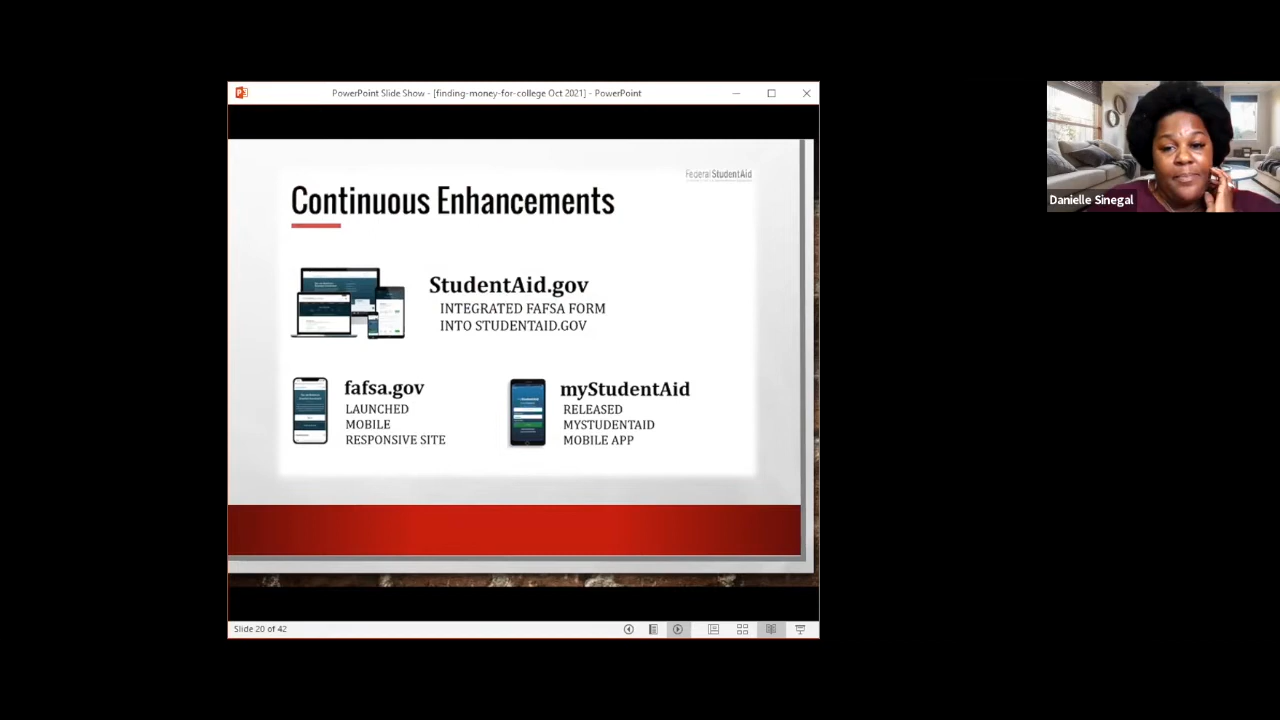 PowerPoint Slide Show - [finding-money-for-college Oct 2021] - PowerPoint
Federal StudentAid
Continuous Enhancements
StudentAid.gov
INTEGRATED FAFSA FORM
INTO STUDENTAID.GOV
fafsa.gov
LAUNCHED
MOBILE
RESPONSIVE SITE
myStudentAid
RELEASED
MYSTUDENTAID
MOBILE APP
Slide 20 of 42
Danielle Sinegal